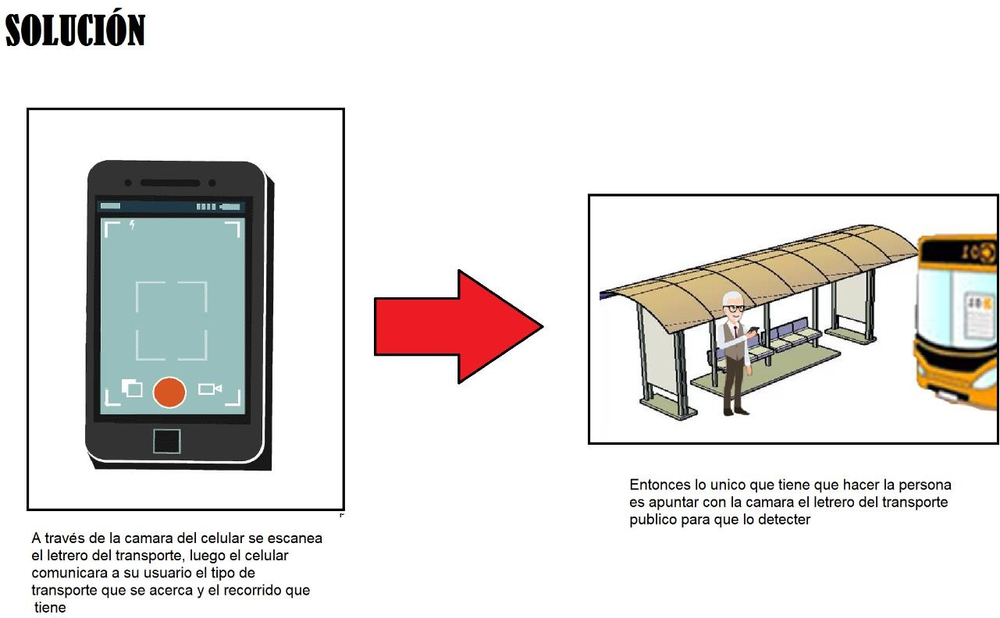 SOLUCIÓN
A través de la camara del celular se escanea
el letrero del transporte, luego el celular
comunicara a su usuario el tipo de
transporte que se acerca y el recorrido que
tiene
Entonces lo unico que tiene que hacer la persona
es apuntar con la camara el letrero del transporte
publico para que lo detecter